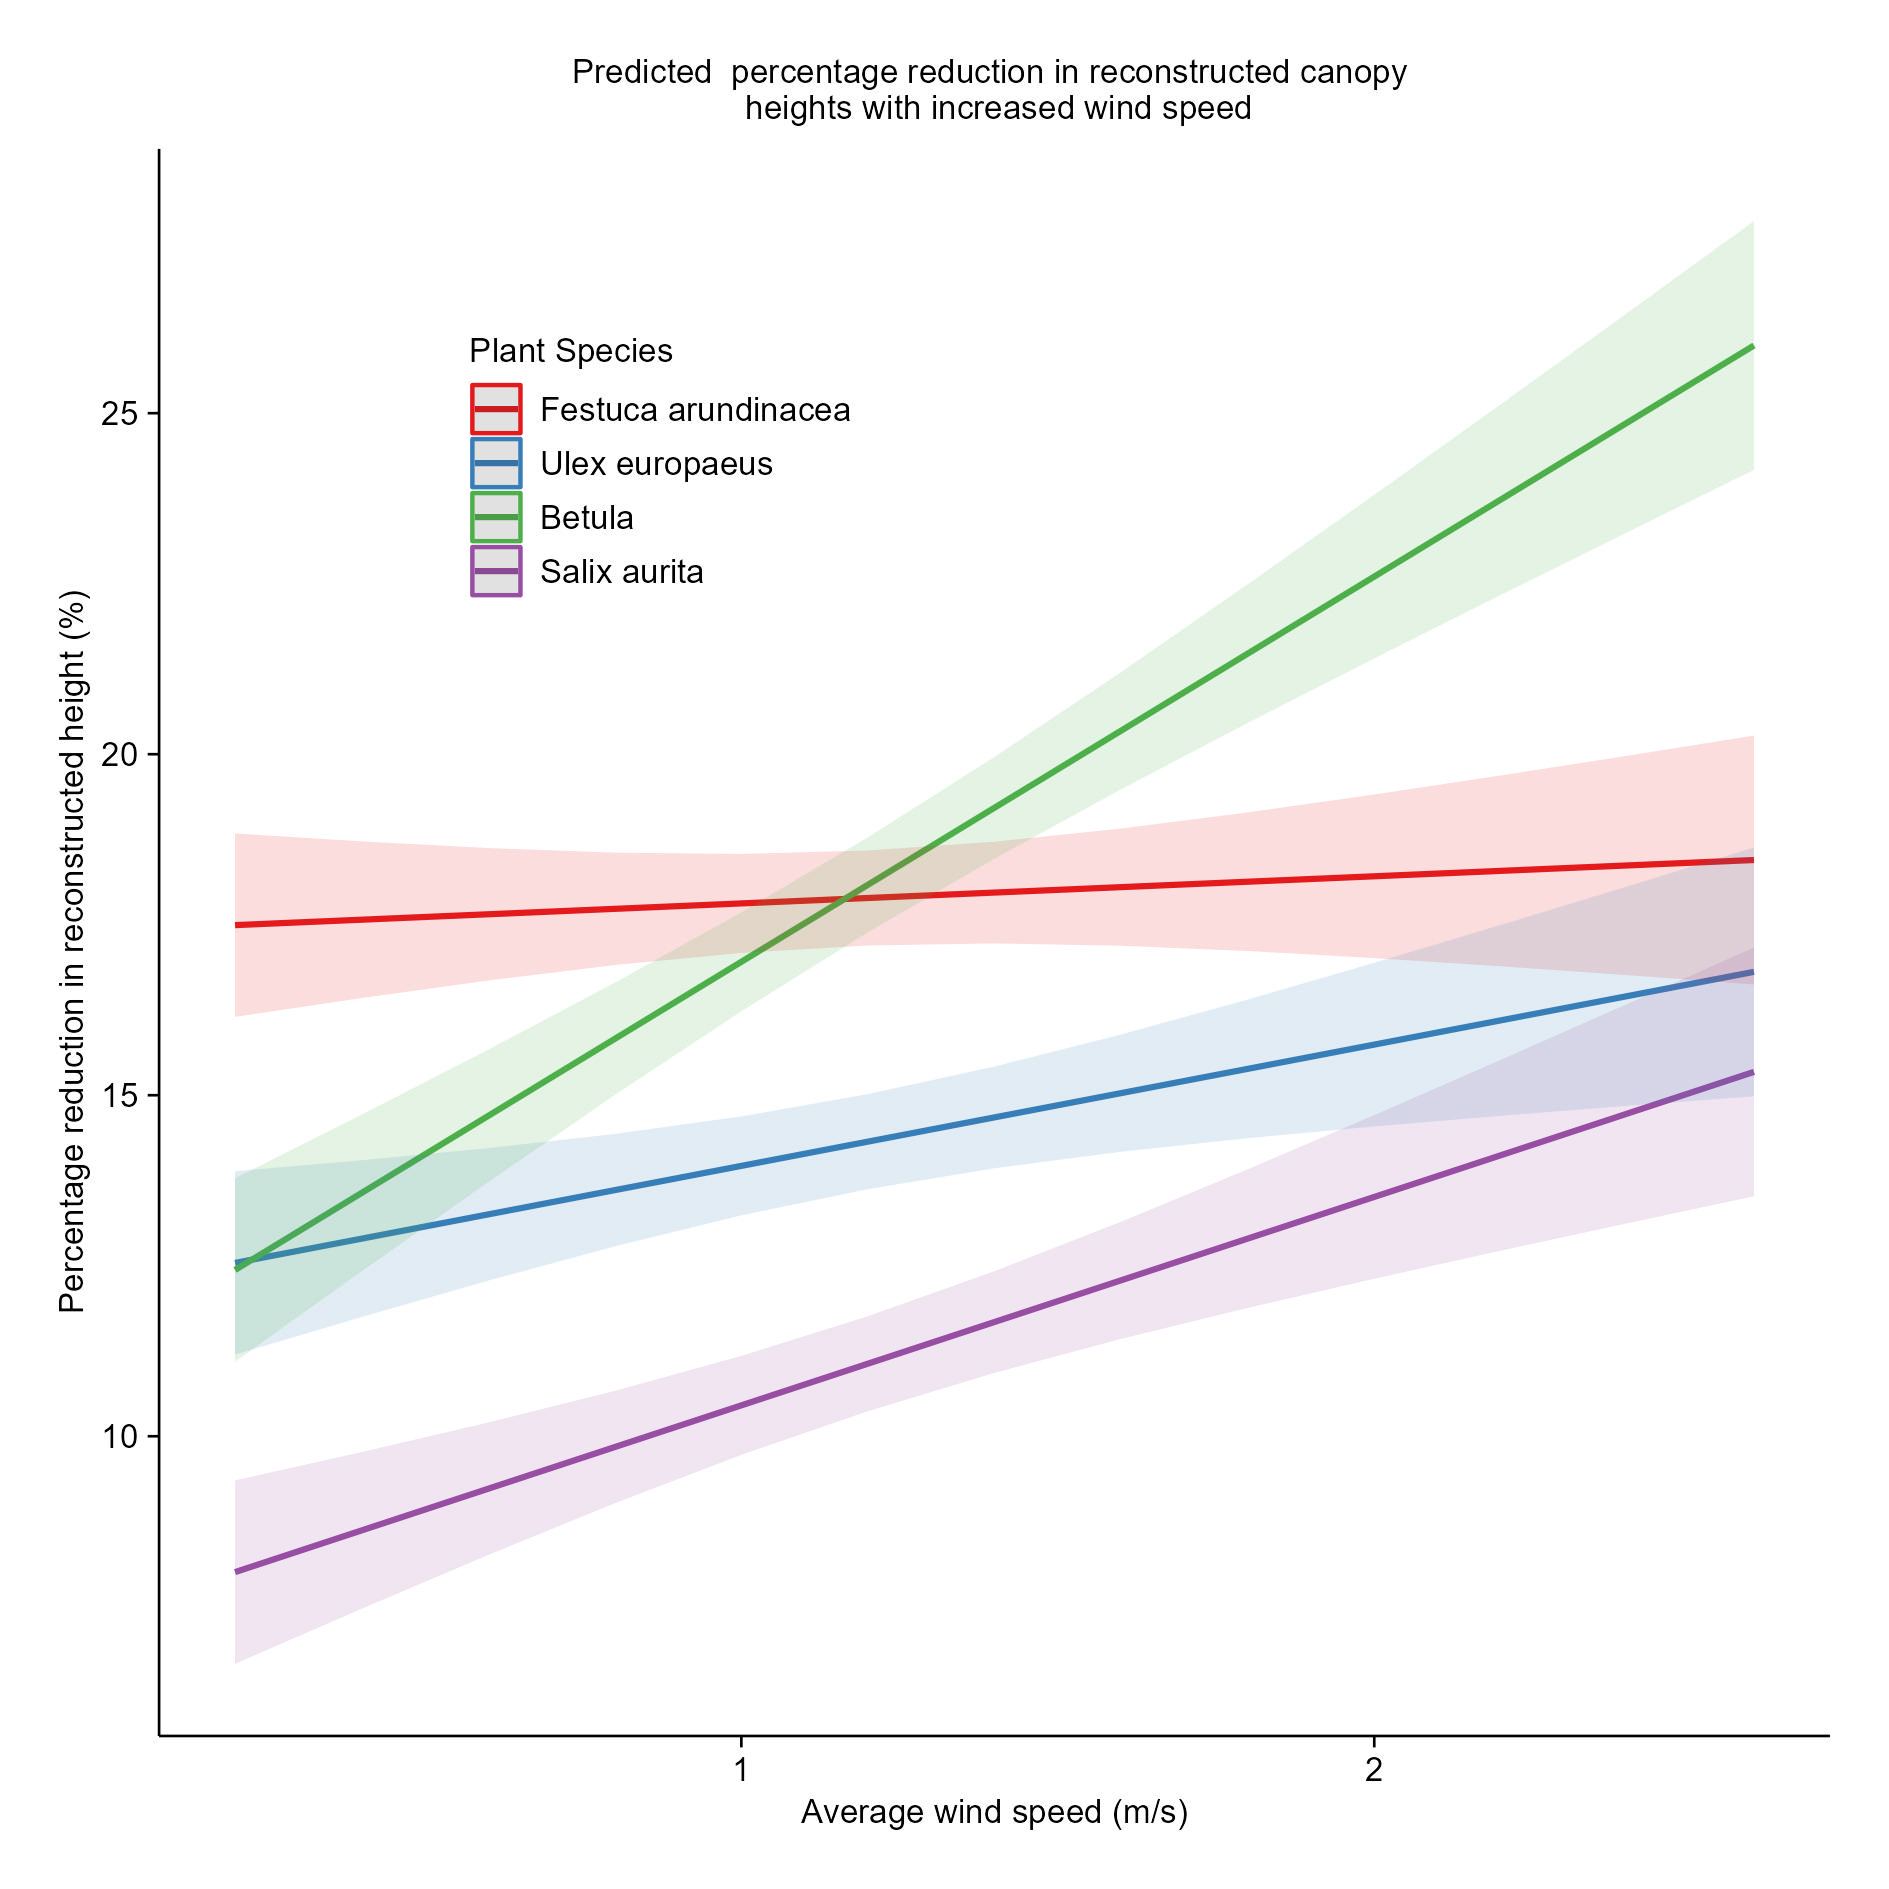 Predicted  percentage reduction in reconstructed canopy
heights with increased wind speed
Plant Species
Festuca arundinacea
Ulex europaeus
Betula
Salix aurita
Percentage reduction in reconstructed height (%)
25
20
15
10
1
2
Average wind speed (m/s)